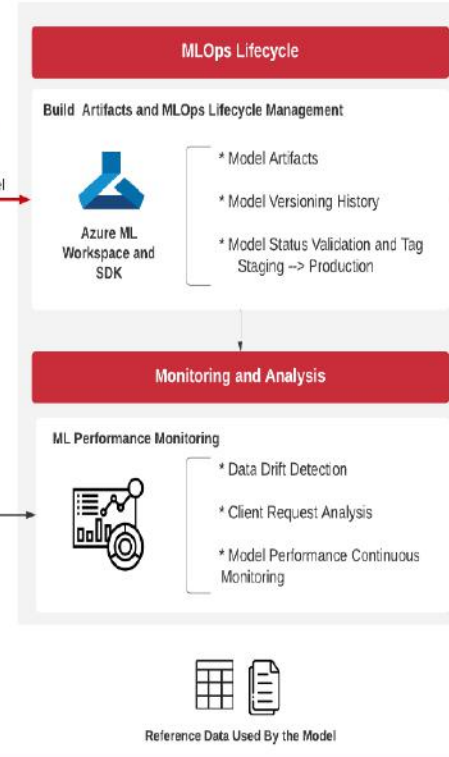 MLOps Lifecycle
Build Artifacts and MLOps Lifecycle Management
* Model Artifacts
* Model Versioning History
* Model Status Validation and Tag
Staging --> Production
Azure ML
Workspace and
SDK
Monitoring and Analysis
ML Performance Monitoring
* Data Drift Detection
* Client Request Analysis
* Model Performance Continuous
Monitoring
Reference Data Used By the Model